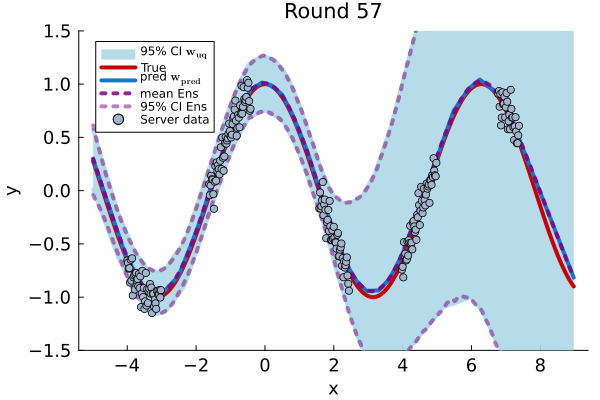 Round 57
95% CI w_uq
True
pred w_pred
mean Ens
95% CI Ens
Server data
y
1.5
1.0
0.5
0.0
−0.5
−1.0
−1.5
−4 −2 0 2 4 6 8
x